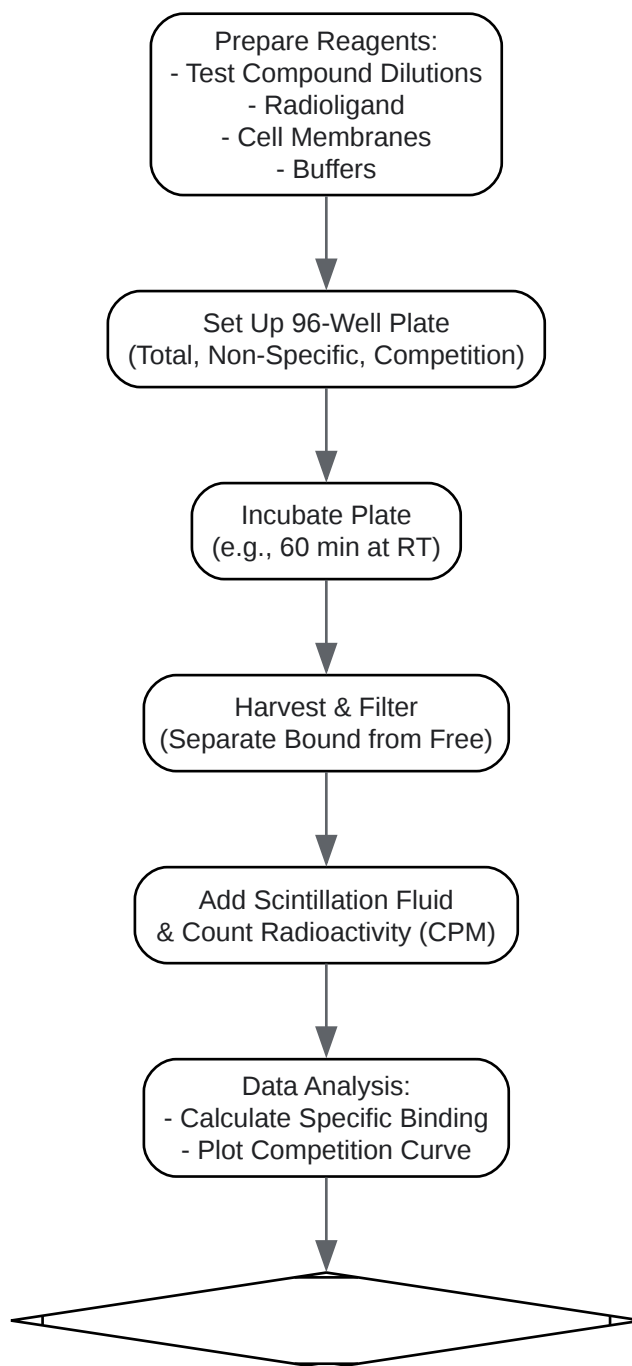 Prepare Reagents:
- Test Compound Dilutions
- Radioligand
- Cell Membranes
- Buffers
Set Up 96-Well Plate
(Total, Non-Specific, Competition)
Incubate Plate
(e.g., 60 min at RT)
Harvest & Filter
(Separate Bound from Free)
Add Scintillation Fluid
& Count Radioactivity (CPM)
Data Analysis:
- Calculate Specific Binding
- Plot Competition Curve